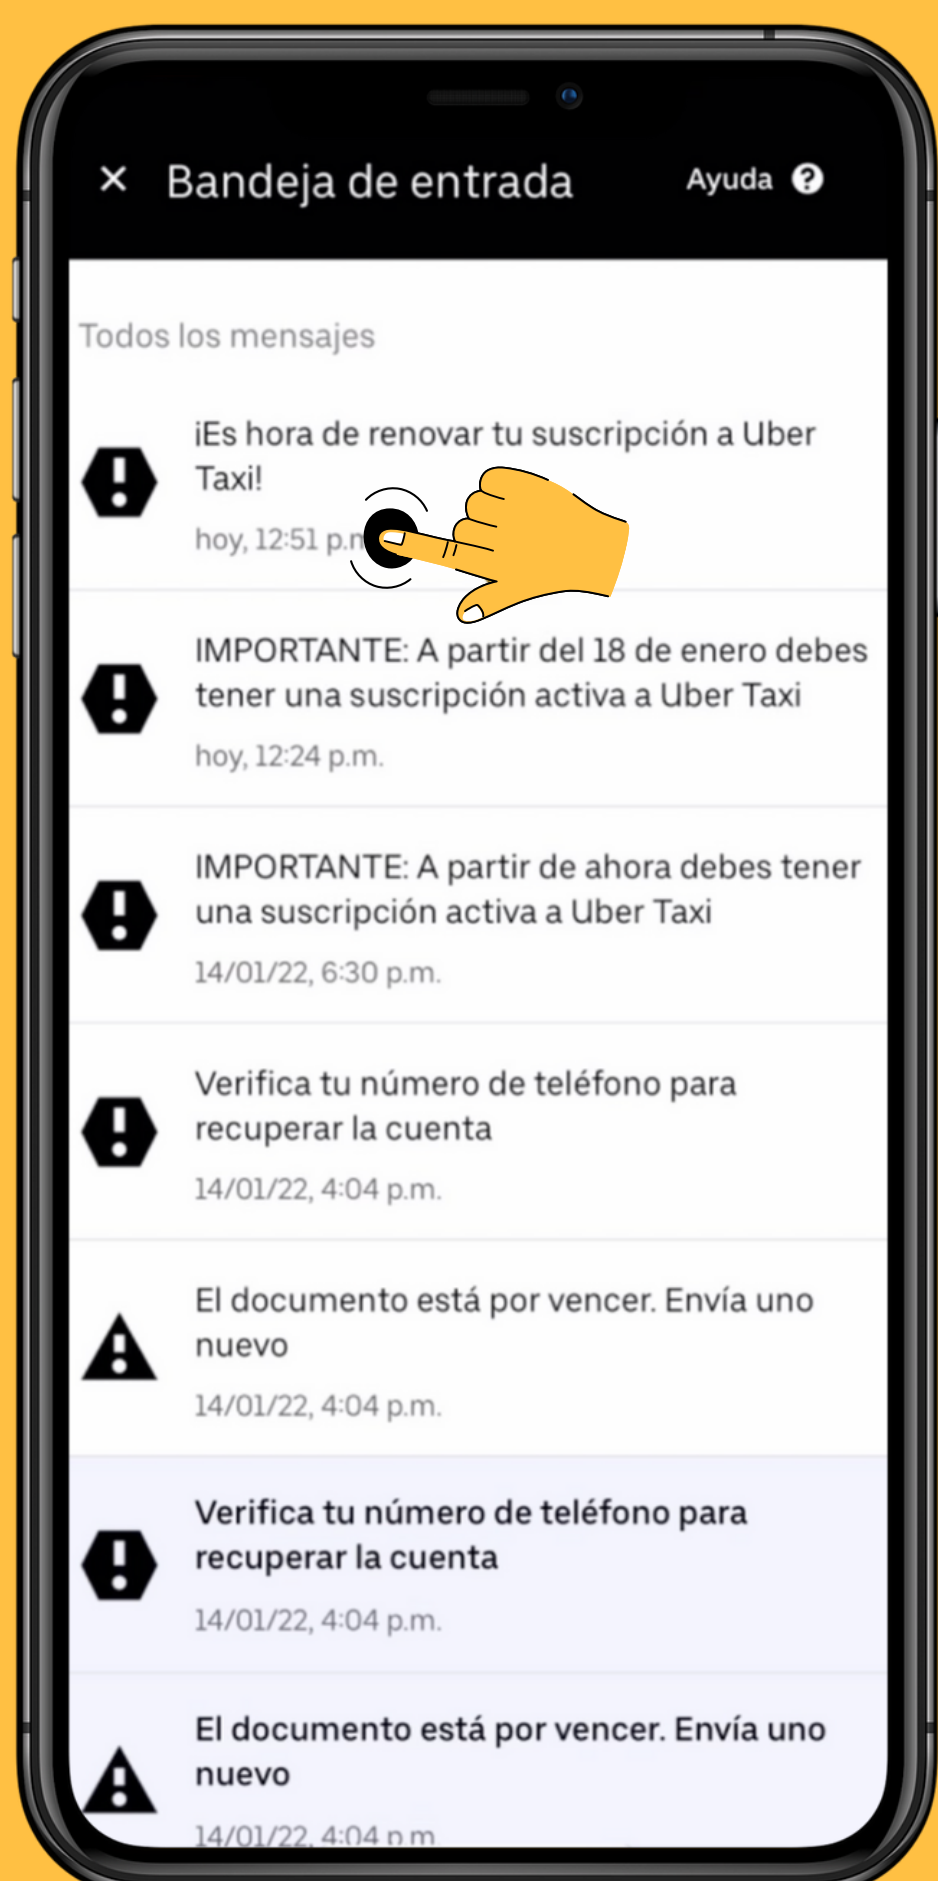 Bandeja de entrada
Ayuda
Todos los mensajes
¡Es hora de renovar tu suscripción a Uber
Taxi!
hoy, 12:51 p.m
IMPORTANTE: A partir del 18 de enero debes
tener una suscripción activa a Uber Taxi
hoy, 12:24 p.m.
IMPORTANTE: A partir de ahora debes tener
una suscripción activa a Uber Taxi
14/01/22, 6:30 p.m.
Verifica tu número de teléfono para
recuperar la cuenta
14/01/22, 4:04 p.m.
El documento está por vencer. Envía uno
nuevo
14/01/22, 4:04 p.m.
Verifica tu número de teléfono para
recuperar la cuenta
14/01/22, 4:04 p.m.
El documento está por vencer. Envía uno
nuevo
14/01/22, 4:04 p.m.